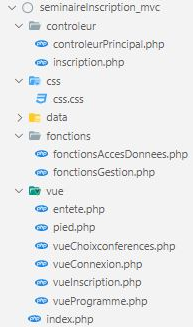 seminaireInscription_mvc
controleur
controleurPrincipal.php
inscription.php
css
css.css
data
fonctions
fonctionsAccesDonnees.php
fonctionsGestion.php
vue
entete.php
pied.php
vueChoixconferences.php
vueConnexion.php
vueInscription.php
vueProgramme.php
index.php